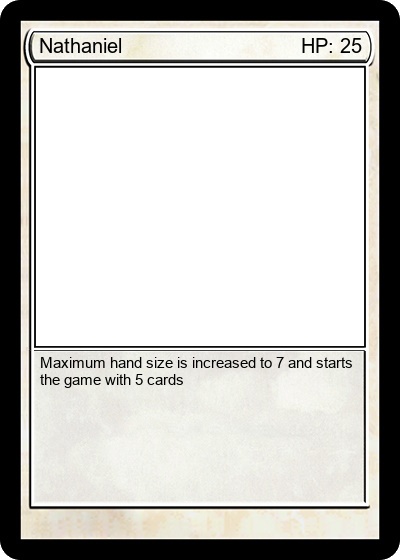 Nathaniel HP: 25
Maximum hand size is increased to 7 and starts
the game with 5 cards